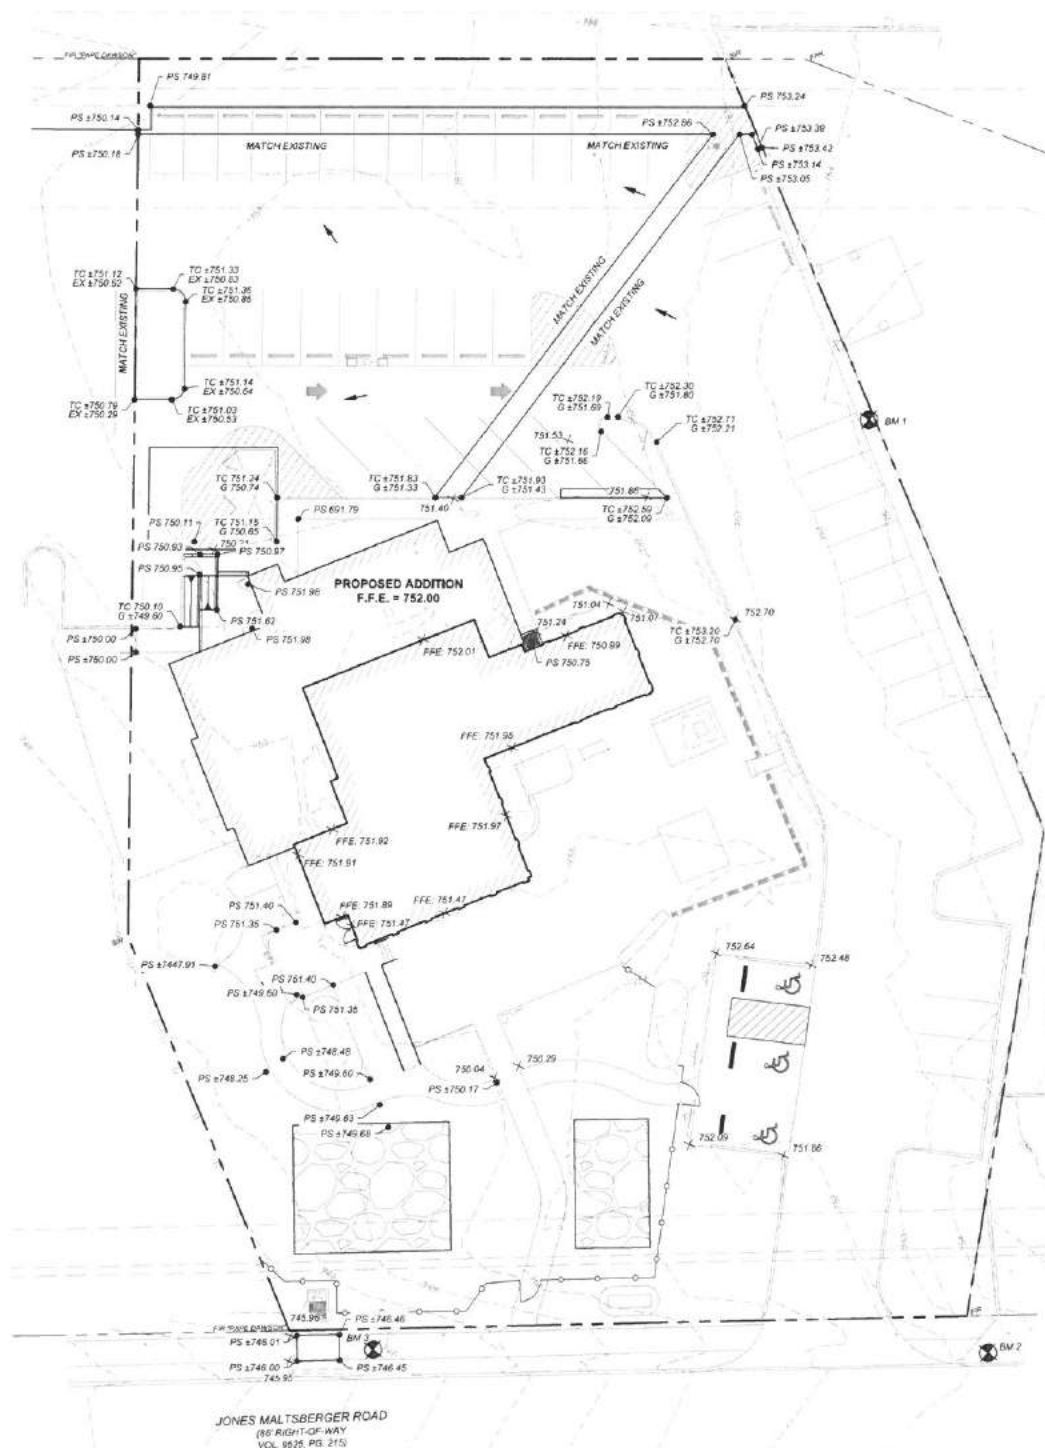 PS 749.81
PS 753.24
PS ±750.14
PS ±752.66
PS ±753.39
PS ±750.18
MATCH EXISTING
MATCH EXISTING
PS ±753.42
PS ±753.14
PS ±753.05
TC ±751.12
EX ±750.62
TC ±751.33
EX ±750.83
TC ±751.35
EX ±750.85
MATCH EXISTING
MATCH EXISTING
MATCH EXISTING
TC ±751.14
EX ±750.64
TC ±750.79
EX ±750.29
TC ±751.03
EX ±750.53
TC ±752.30
G ±751.80
TC ±752.19
G ±751.69
BM 1
TC ±752.71
G ±752.21
751.53
TC ±752.16
G ±751.66
TC 751.24
G 750.74
TC ±751.83
G ±751.33
TC ±751.93
G ±751.43
751.40
751.86
TC ±752.59
G ±752.09
PS 691.79
PS 750.11
TC 751.15
G 750.65
PS 750.93
PS 750.97
PS 750.95
PROPOSED ADDITION
F.F.E. = 752.00
PS 751.98
TC 750.10
G ±749.60
PS 751.62
PS ±750.00
PS 751.98
PS ±750.00
751.04
751.07
751.24
752.70
TC ±753.20
G ±752.70
FFE: 752.01
FFE: 750.99
PS 750.75
FFE: 751.95
FFE: 751.97
FFE: 751.92
FFE: 751.91
PS 751.40
FFE: 751.89
FFE: 751.47
FFE: 751.47
PS 751.35
PS ±7447.91
752.64
752.48
PS 751.40
PS ±749.60
PS 751.35
PS ±748.48
PS ±748.25
PS ±749.60
750.04
750.29
PS ±750.17
PS ±749.63
PS ±749.68
752.09
751.86
745.96
PS ±746.46
PS ±746.01
BM 3
PS ±746.00
PS ±746.45
745.95
BM 2
JONES MALTSBERGER ROAD
(86' RIGHT-OF-WAY
VOL. 9525, PG. 215)